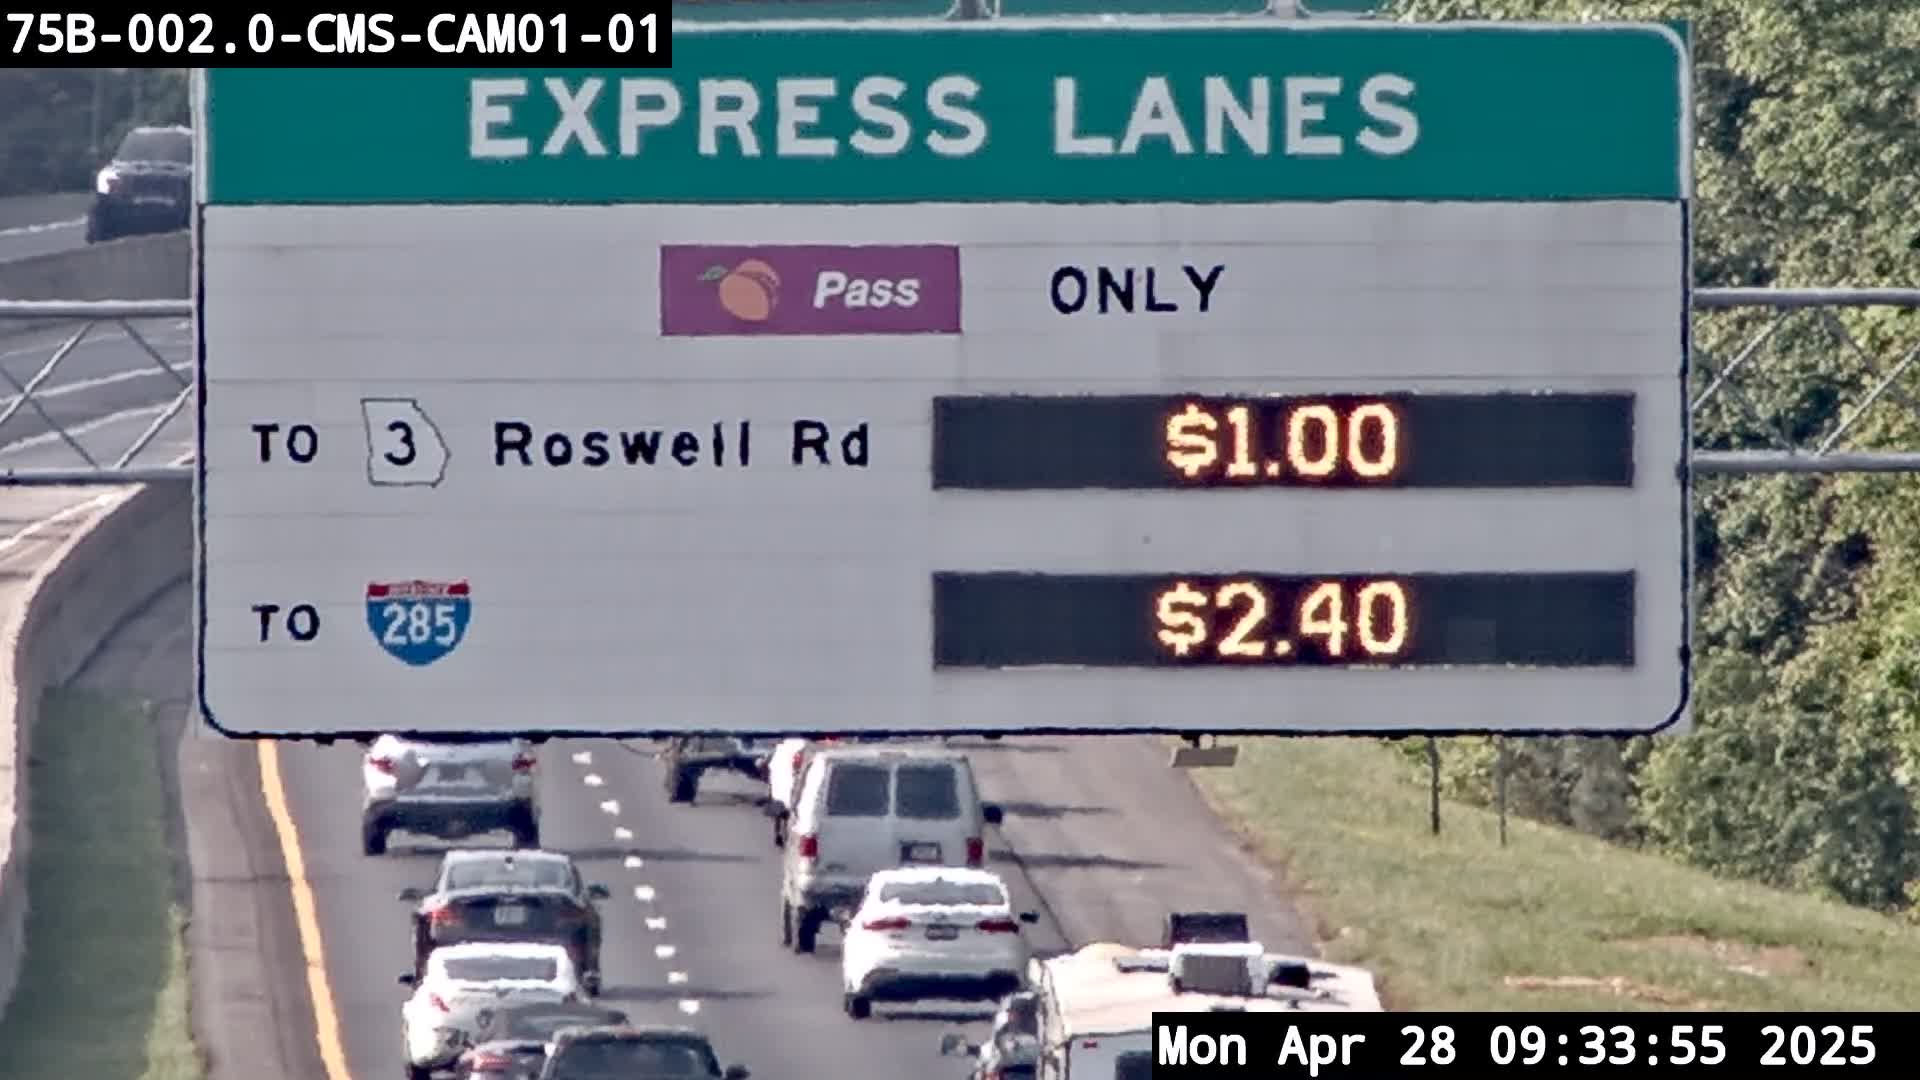 75B-002.0-CMS-CAM01-01
EXPRESS LANES
Pass ONLY
TO 3 Roswell Rd $1.00
TO INTERSTATE 285 $2.40
Mon Apr 28 09:33:55 2025